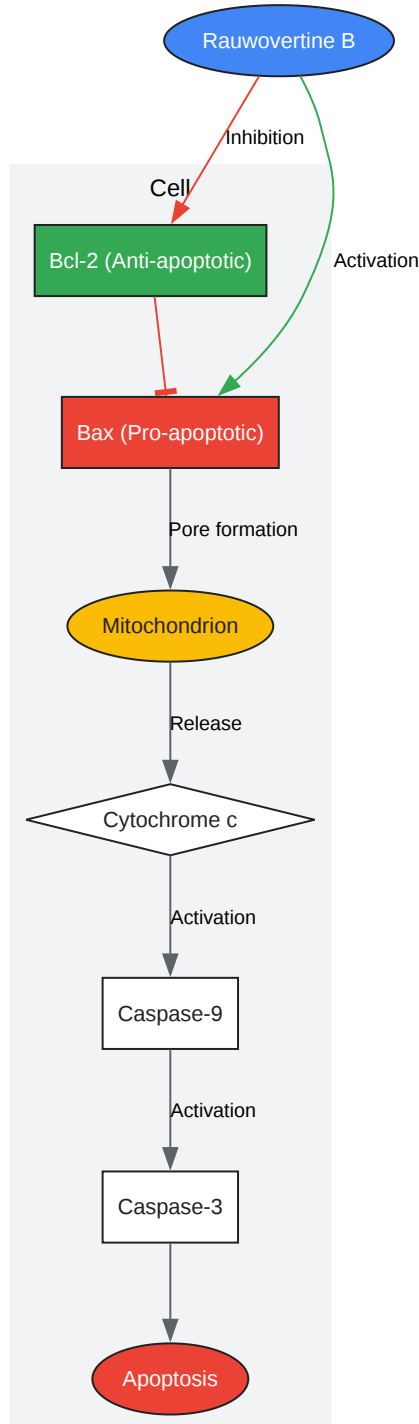 Rauwovertine B
Inhibition
Cell
Bcl-2 (Anti-apoptotic)
Activation
Bax (Pro-apoptotic)
Pore formation
Mitochondrion
Release
Cytochrome c
Activation
Caspase-9
Activation
Caspase-3
Apoptosis